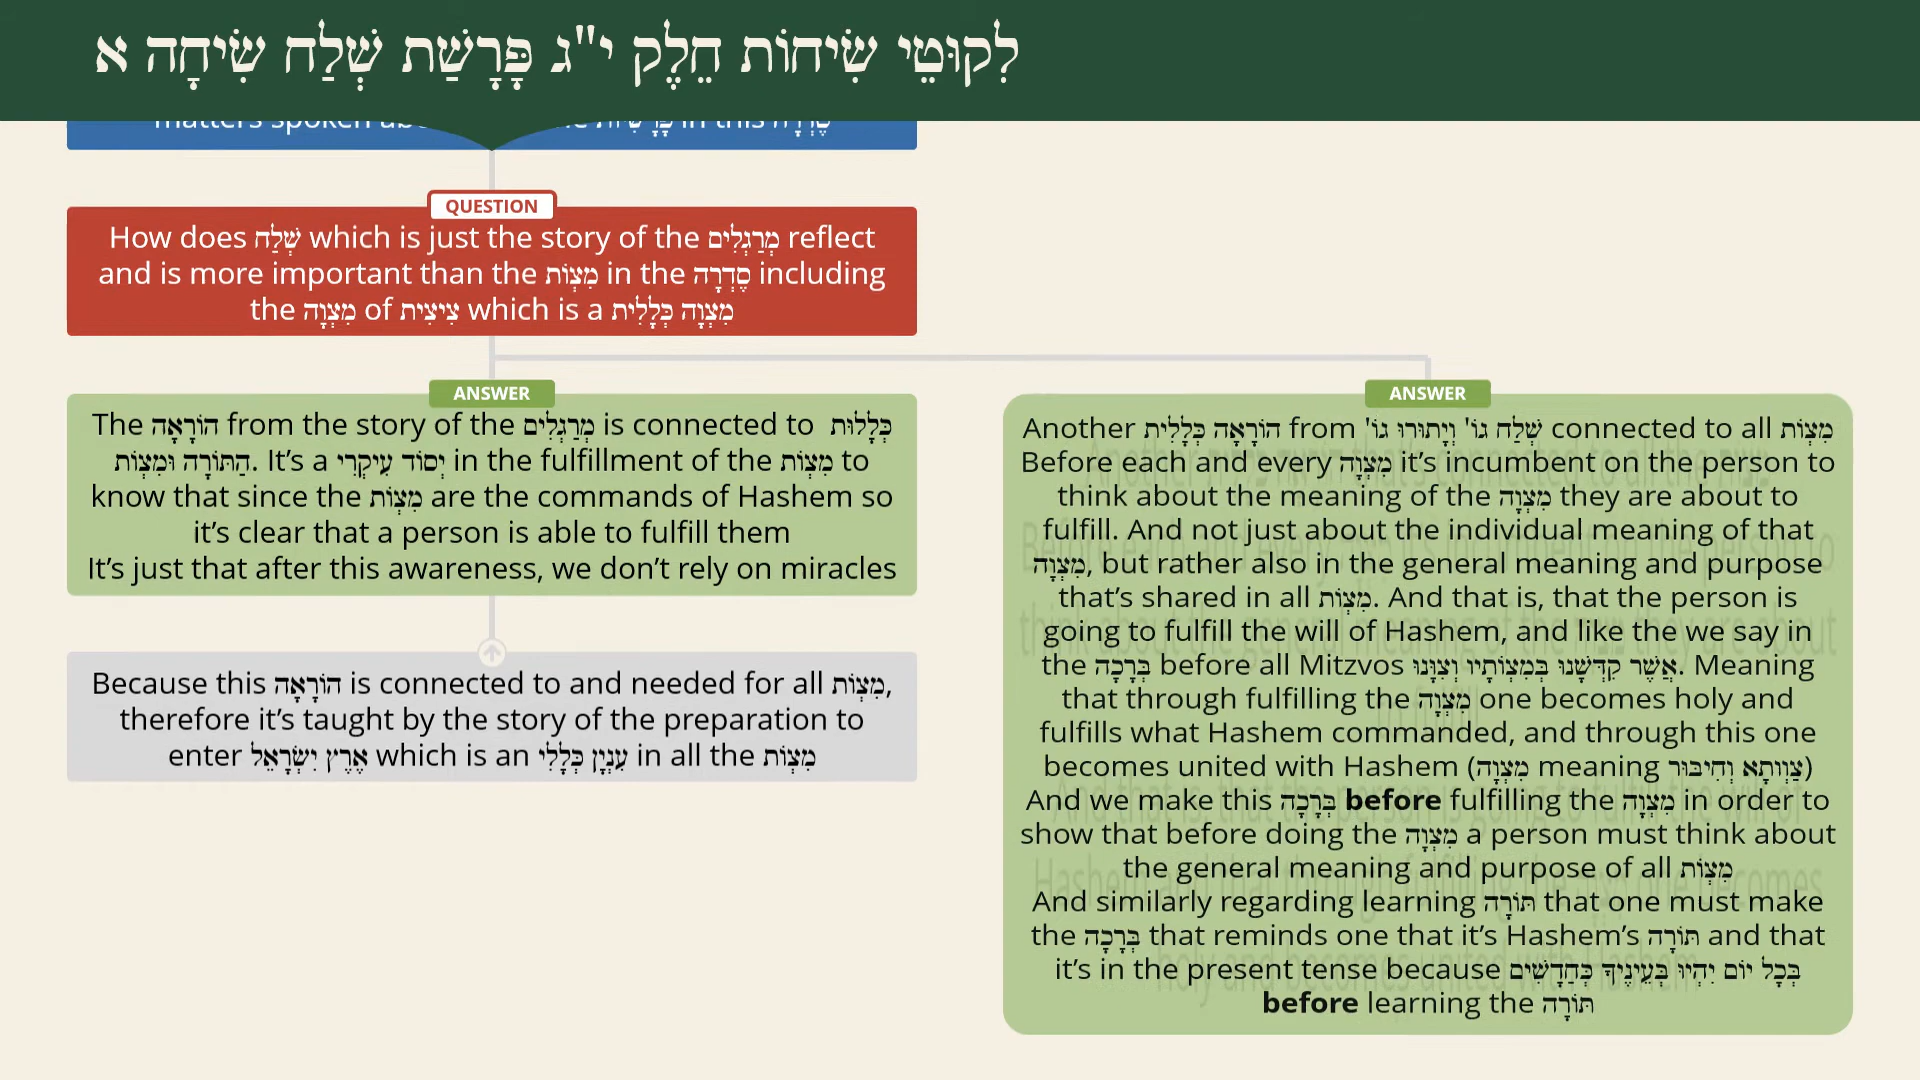 לִקוּטֵי שִׂיחוֹת חֵלֶק י"ג פָּרָשַׁת שְׁלַח שִׂיחָה א
QUESTION
How does שְׁלַח which is just the story of the מְרַגְלִים reflect
and is more important than the מִצְוֹת in the סֶדְרָה including
the מִצְוָה of צִיצִית which is a מִצְוָה כְּלָלִית
ANSWER
The הוֹרָאָה from the story of the מְרַגְלִים is connected to כְּלָלוּת
הַתּוֹרָה וּמִצְוֹת. It’s a יְסוֹד עִיקָרִי in the fulfillment of the מִצְוֹת to
know that since the מִצְוֹת are the commands of Hashem so
it’s clear that a person is able to fulfill them
It’s just that after this awareness, we don’t rely on miracles
Because this הוֹרָאָה is connected to and needed for all מִצְוֹת,
therefore it’s taught by the story of the preparation to
enter אֶרֶץ יִשְׂרָאֵל which is an עִנְיָן כְּלָלִי in all the מִצְוֹת
ANSWER
Another הוֹרָאָה כְּלָלִית from שְׁלַח גוֹ' וְיָתוּרוּ גוֹ' connected to all מִצְוֹת
Before each and every מִצְוָה it’s incumbent on the person to
think about the meaning of the מִצְוָה they are about to
fulfill. And not just about the individual meaning of that
מִצְוָה, but rather also in the general meaning and purpose
that’s shared in all מִצְוֹת. And that is, that the person is
going to fulfill the will of Hashem, and like the we say in
the בְּרָכָה before all Mitzvos אֲשֶׁר קִדְּשָׁנוּ בְּמִצְוֹתָיו וְצִוָּנוּ. Meaning
that through fulfilling the מִצְוָה one becomes holy and
fulfills what Hashem commanded, and through this one
becomes united with Hashem (מִצְוָה meaning צַוְותָא וְחִיבּוּר)
And we make this בְּרָכָה before fulfilling the מִצְוָה in order to
show that before doing the מִצְוָה a person must think about
the general meaning and purpose of all מִצְוֹת
And similarly regarding learning תּוֹרָה that one must make
the בְּרָכָה that reminds one that it’s Hashem’s תּוֹרָה and that
it’s in the present tense because בְּכָל יוֹם יִהְיוּ בְּעֵינֶיךָ כַּחֲדָשִׁים
before learning the תּוֹרָה